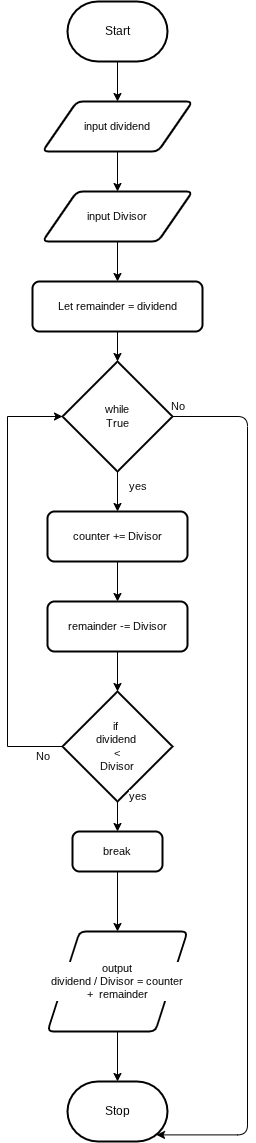 Start
input dividend
input Divisor
Let remainder = dividend
while
True
No
yes
counter += Divisor
remainder -= Divisor
if
dividend
<
Divisor
No
yes
break
output
dividend / Divisor = counter
+ remainder
Stop